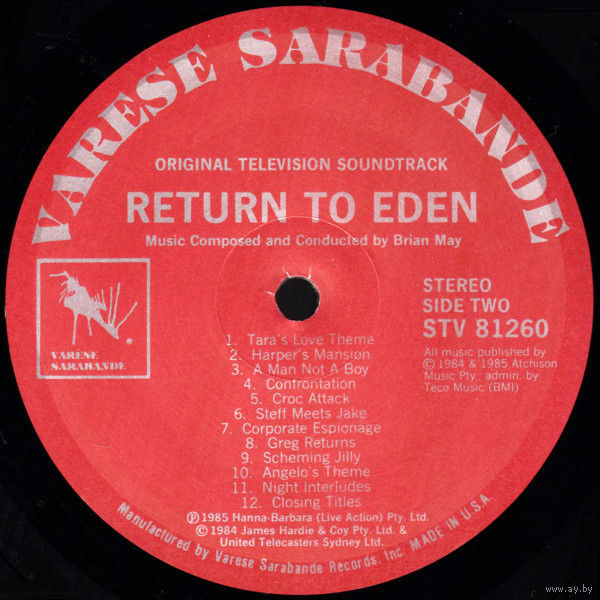 VARESE SARABANDE
ORIGINAL TELEVISION SOUNDTRACK
RETURN TO EDEN
Music Composed and Conducted by Brian May
VARESE
SARABANDE
STEREO
SIDE TWO
STV 81260
All music published by
© 1984 & 1985 Atchison
Music Pty.; admin. by
Teco Music (BMI)
1. Tara's Love Theme
2. Harper's Mansion
3. A Man Not A Boy
4. Confrontation
5. Croc Attack
6. Steff Meets Jake
7. Corporate Espionage
8. Greg Returns
9. Scheming Jilly
10. Angelo's Theme
11. Night Interludes
12. Closing Titles
℗ 1985 Hanna-Barbara (Live Action) Pty. Ltd.
© 1984 James Hardie & Coy Pty. Ltd. &
United Telecasters Sydney Ltd.
Manufactured by Varese Sarabande Records, Inc. MADE IN U.S.A.
www.ay.by